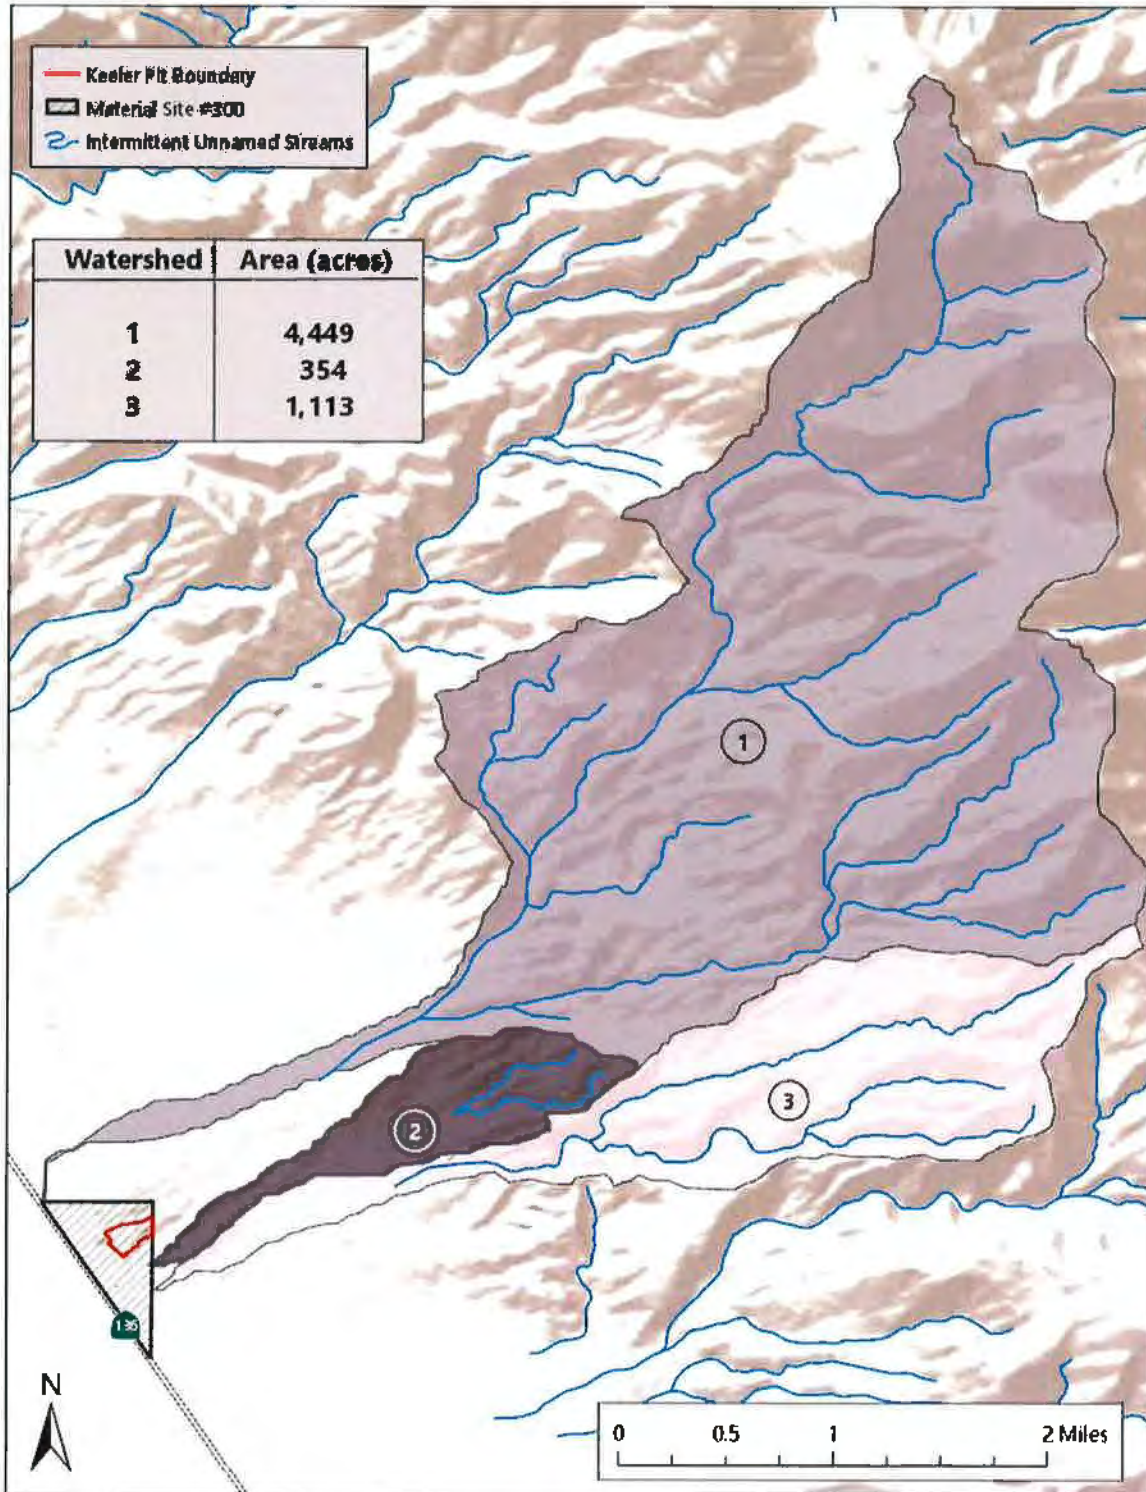 Keeler Pit Boundary
Material Site #300
Intermittent Unnamed Streams
Watershed Area (acres)
1 4,449
2 354
3 1,113
1
2
3
136
N
0 0.5 1 2 Miles